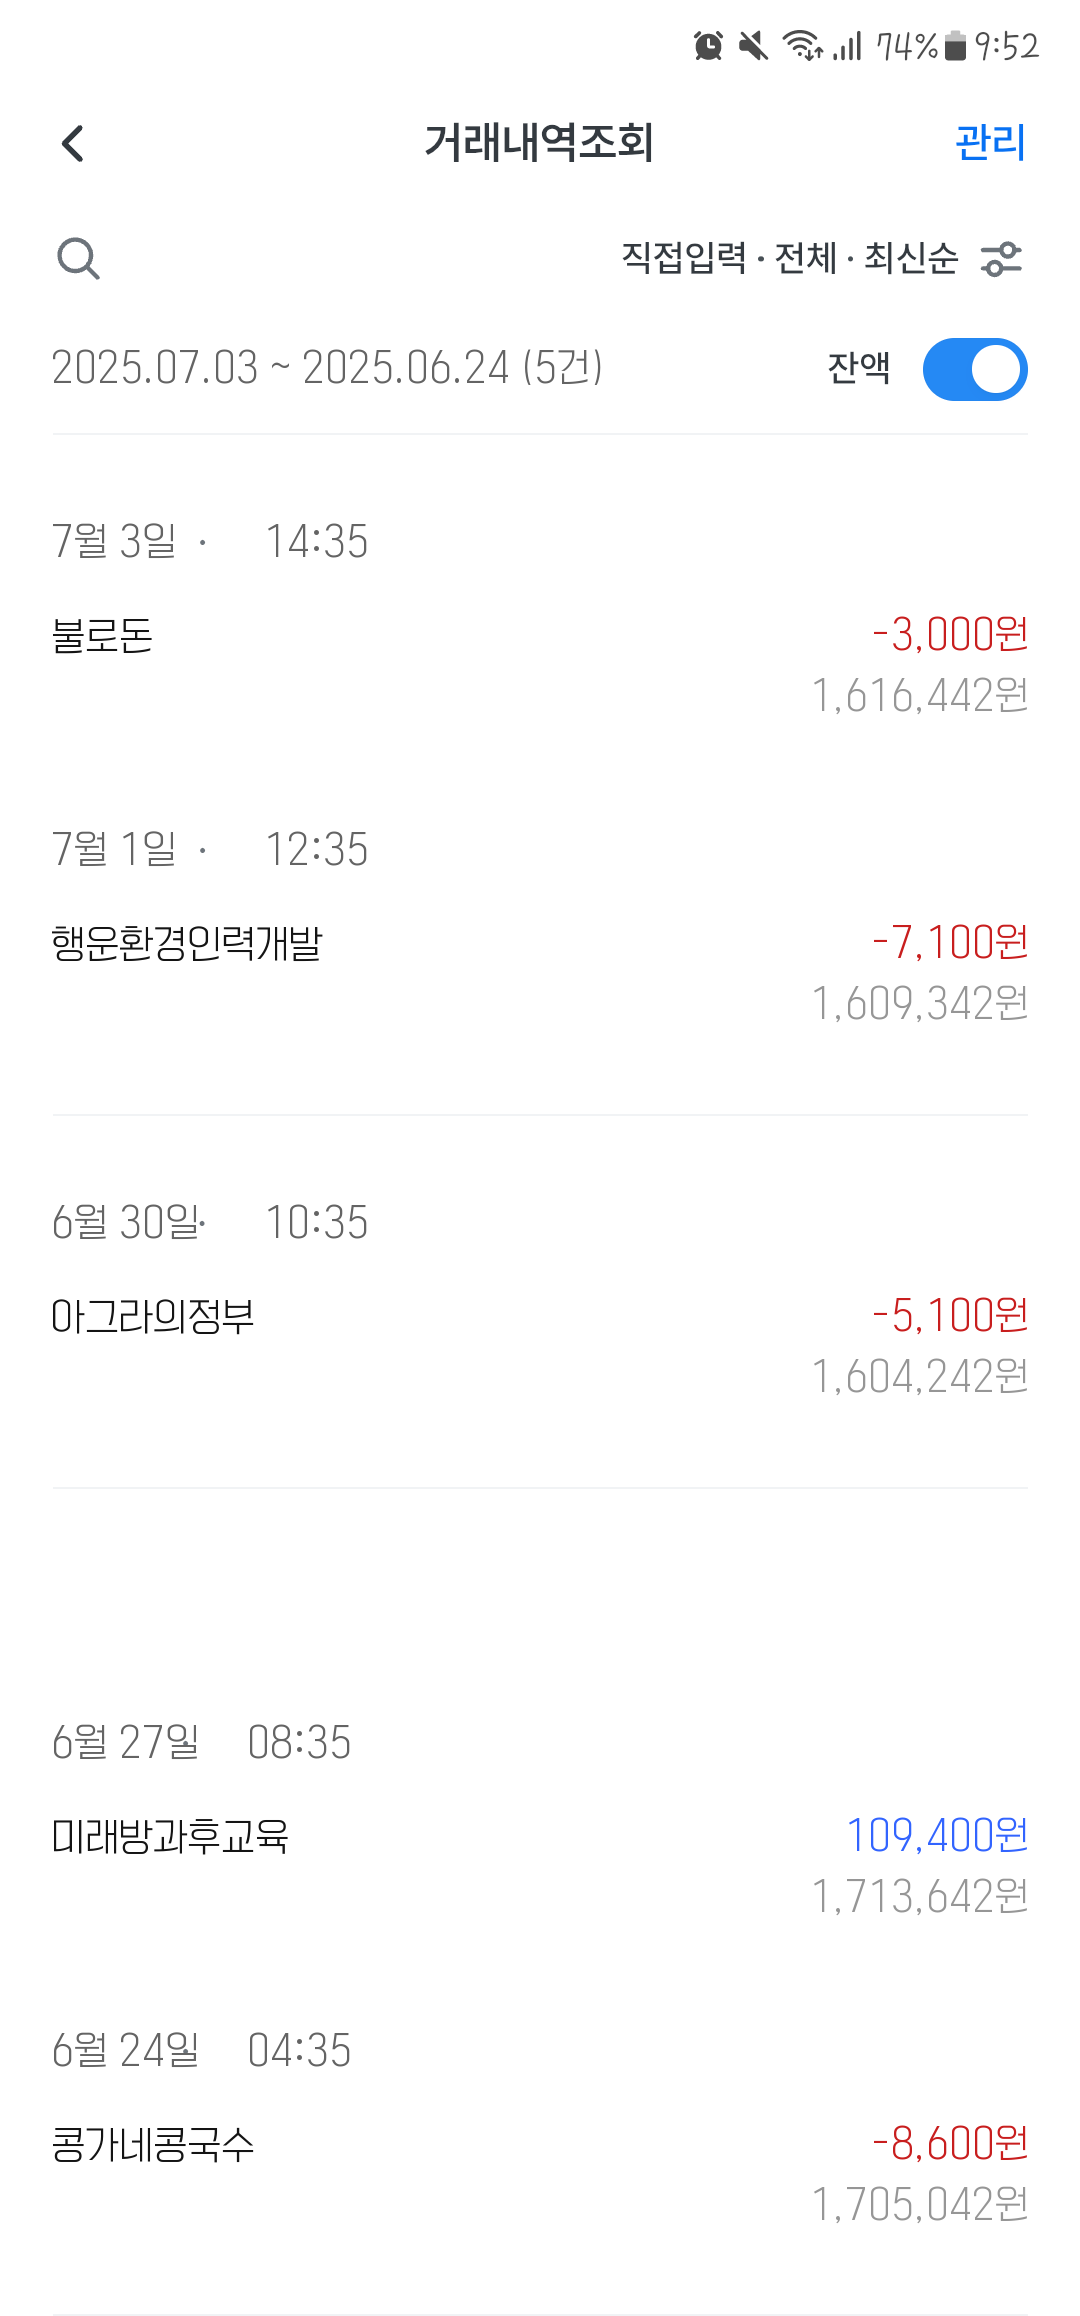 74% 9:52
거래내역조회 관리
직접입력 · 전체 · 최신순
2025.07.03 ~ 2025.06.24 (5건) 잔액
7월 3일 · 14:35
불로돈 -3,000원
1,616,442원
7월 1일 · 12:35
행운환경인력개발 -7,100원
1,609,342원
6월 30일· 10:35
아그라의정부 -5,100원
1,604,242원
6월 27일 08:35
미래방과후교육 109,400원
1,713,642원
6월 24일 04:35
콩가네콩국수 -8,600원
1,705,042원